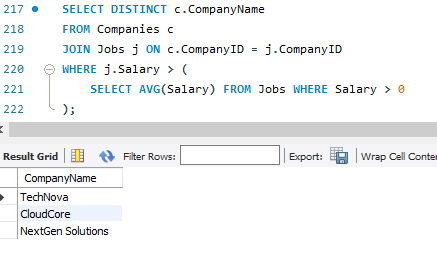 217 SELECT DISTINCT c.CompanyName
218 FROM Companies c
219 JOIN Jobs j ON c.CompanyID = j.CompanyID
220 WHERE j.Salary > (
221 SELECT AVG(Salary) FROM Jobs WHERE Salary > 0
222 );
Result Grid Filter Rows: Export: Wrap Cell Conte
CompanyName
TechNova
CloudCore
NextGen Solutions